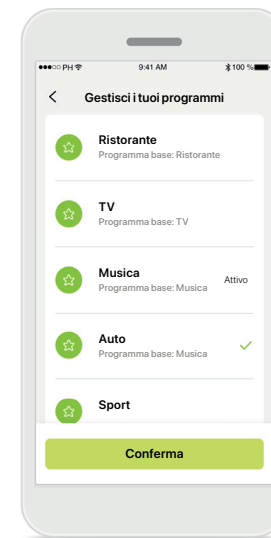 PH 9:41 AM 100 %
Gestisci i tuoi programmi
Ristorante
Programma base: Ristorante
TV
Programma base: TV
Musica
Programma base: Musica
Attivo
Auto
Programma base: Musica
Sport
Conferma